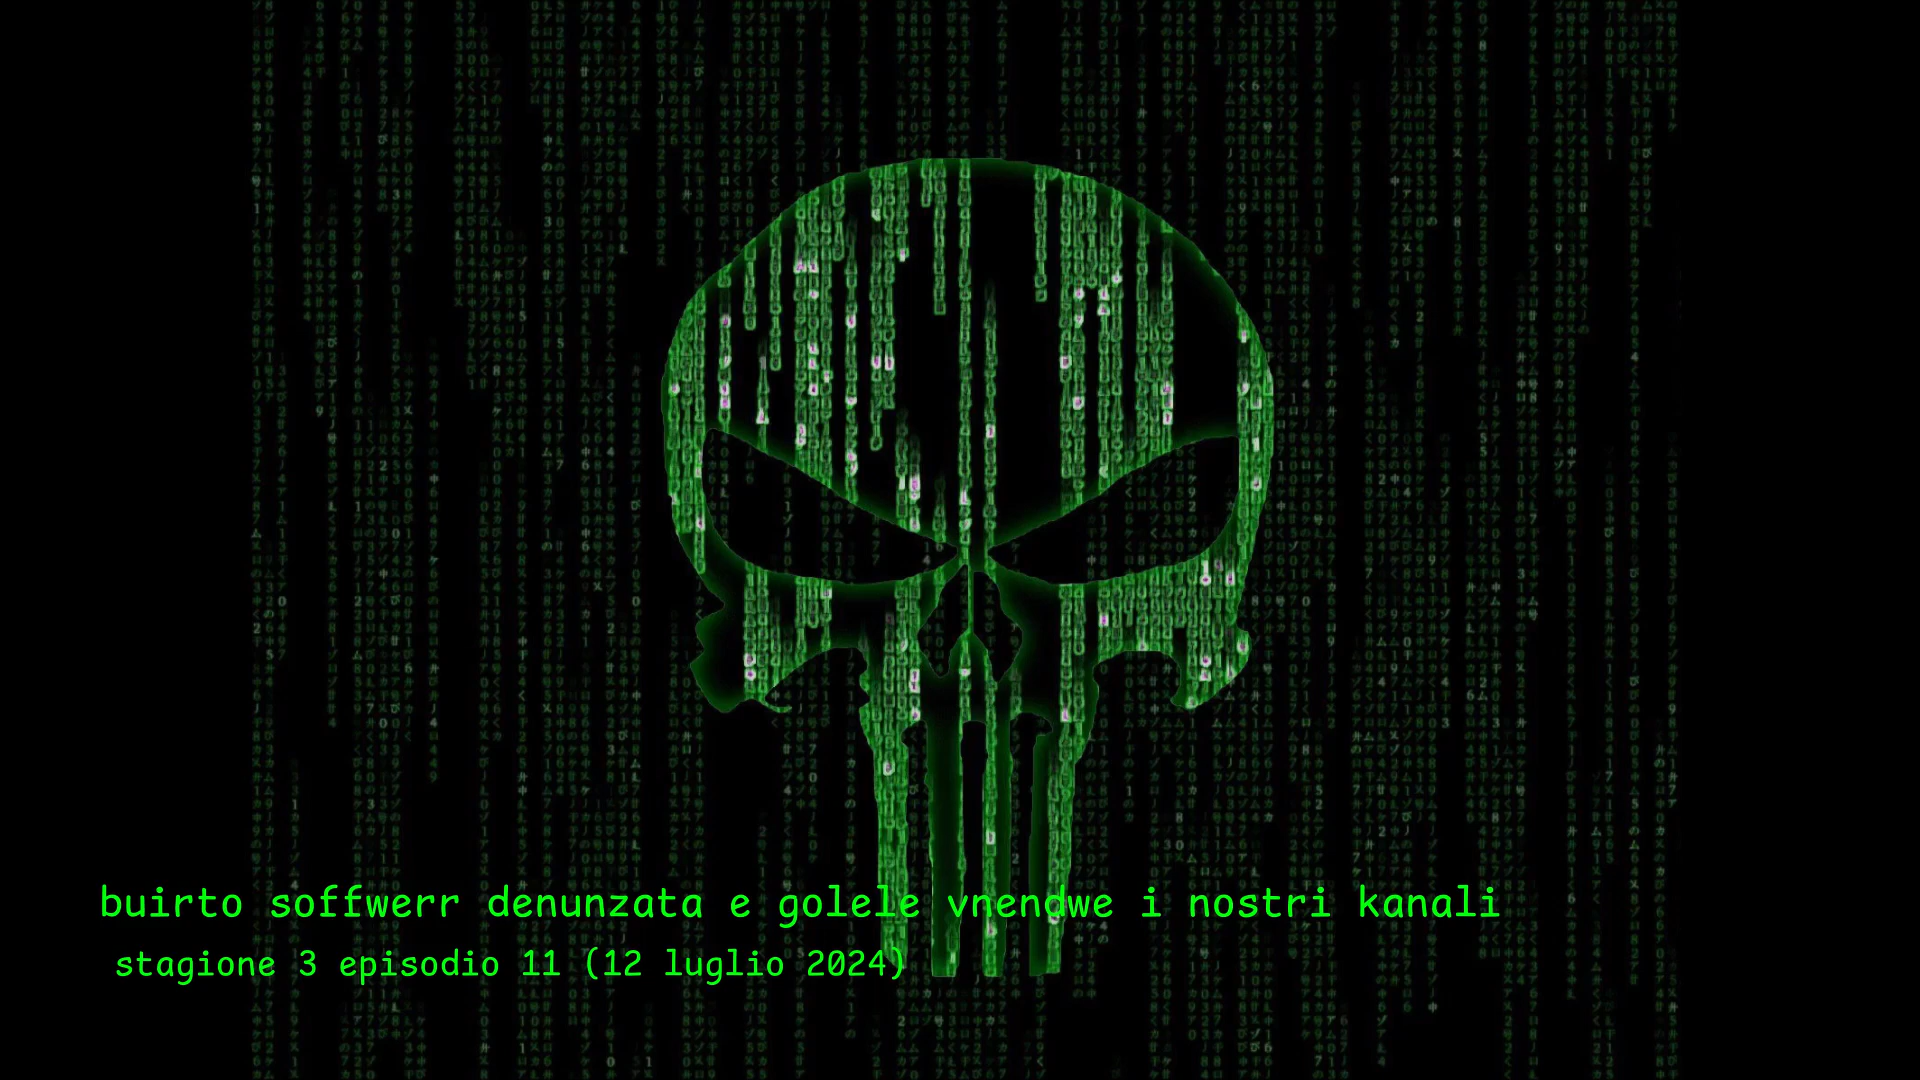 buirto soffwerr denunzata e golele vnendwe i nostri kanali
stagione 3 episodio 11 (12 luglio 2024)